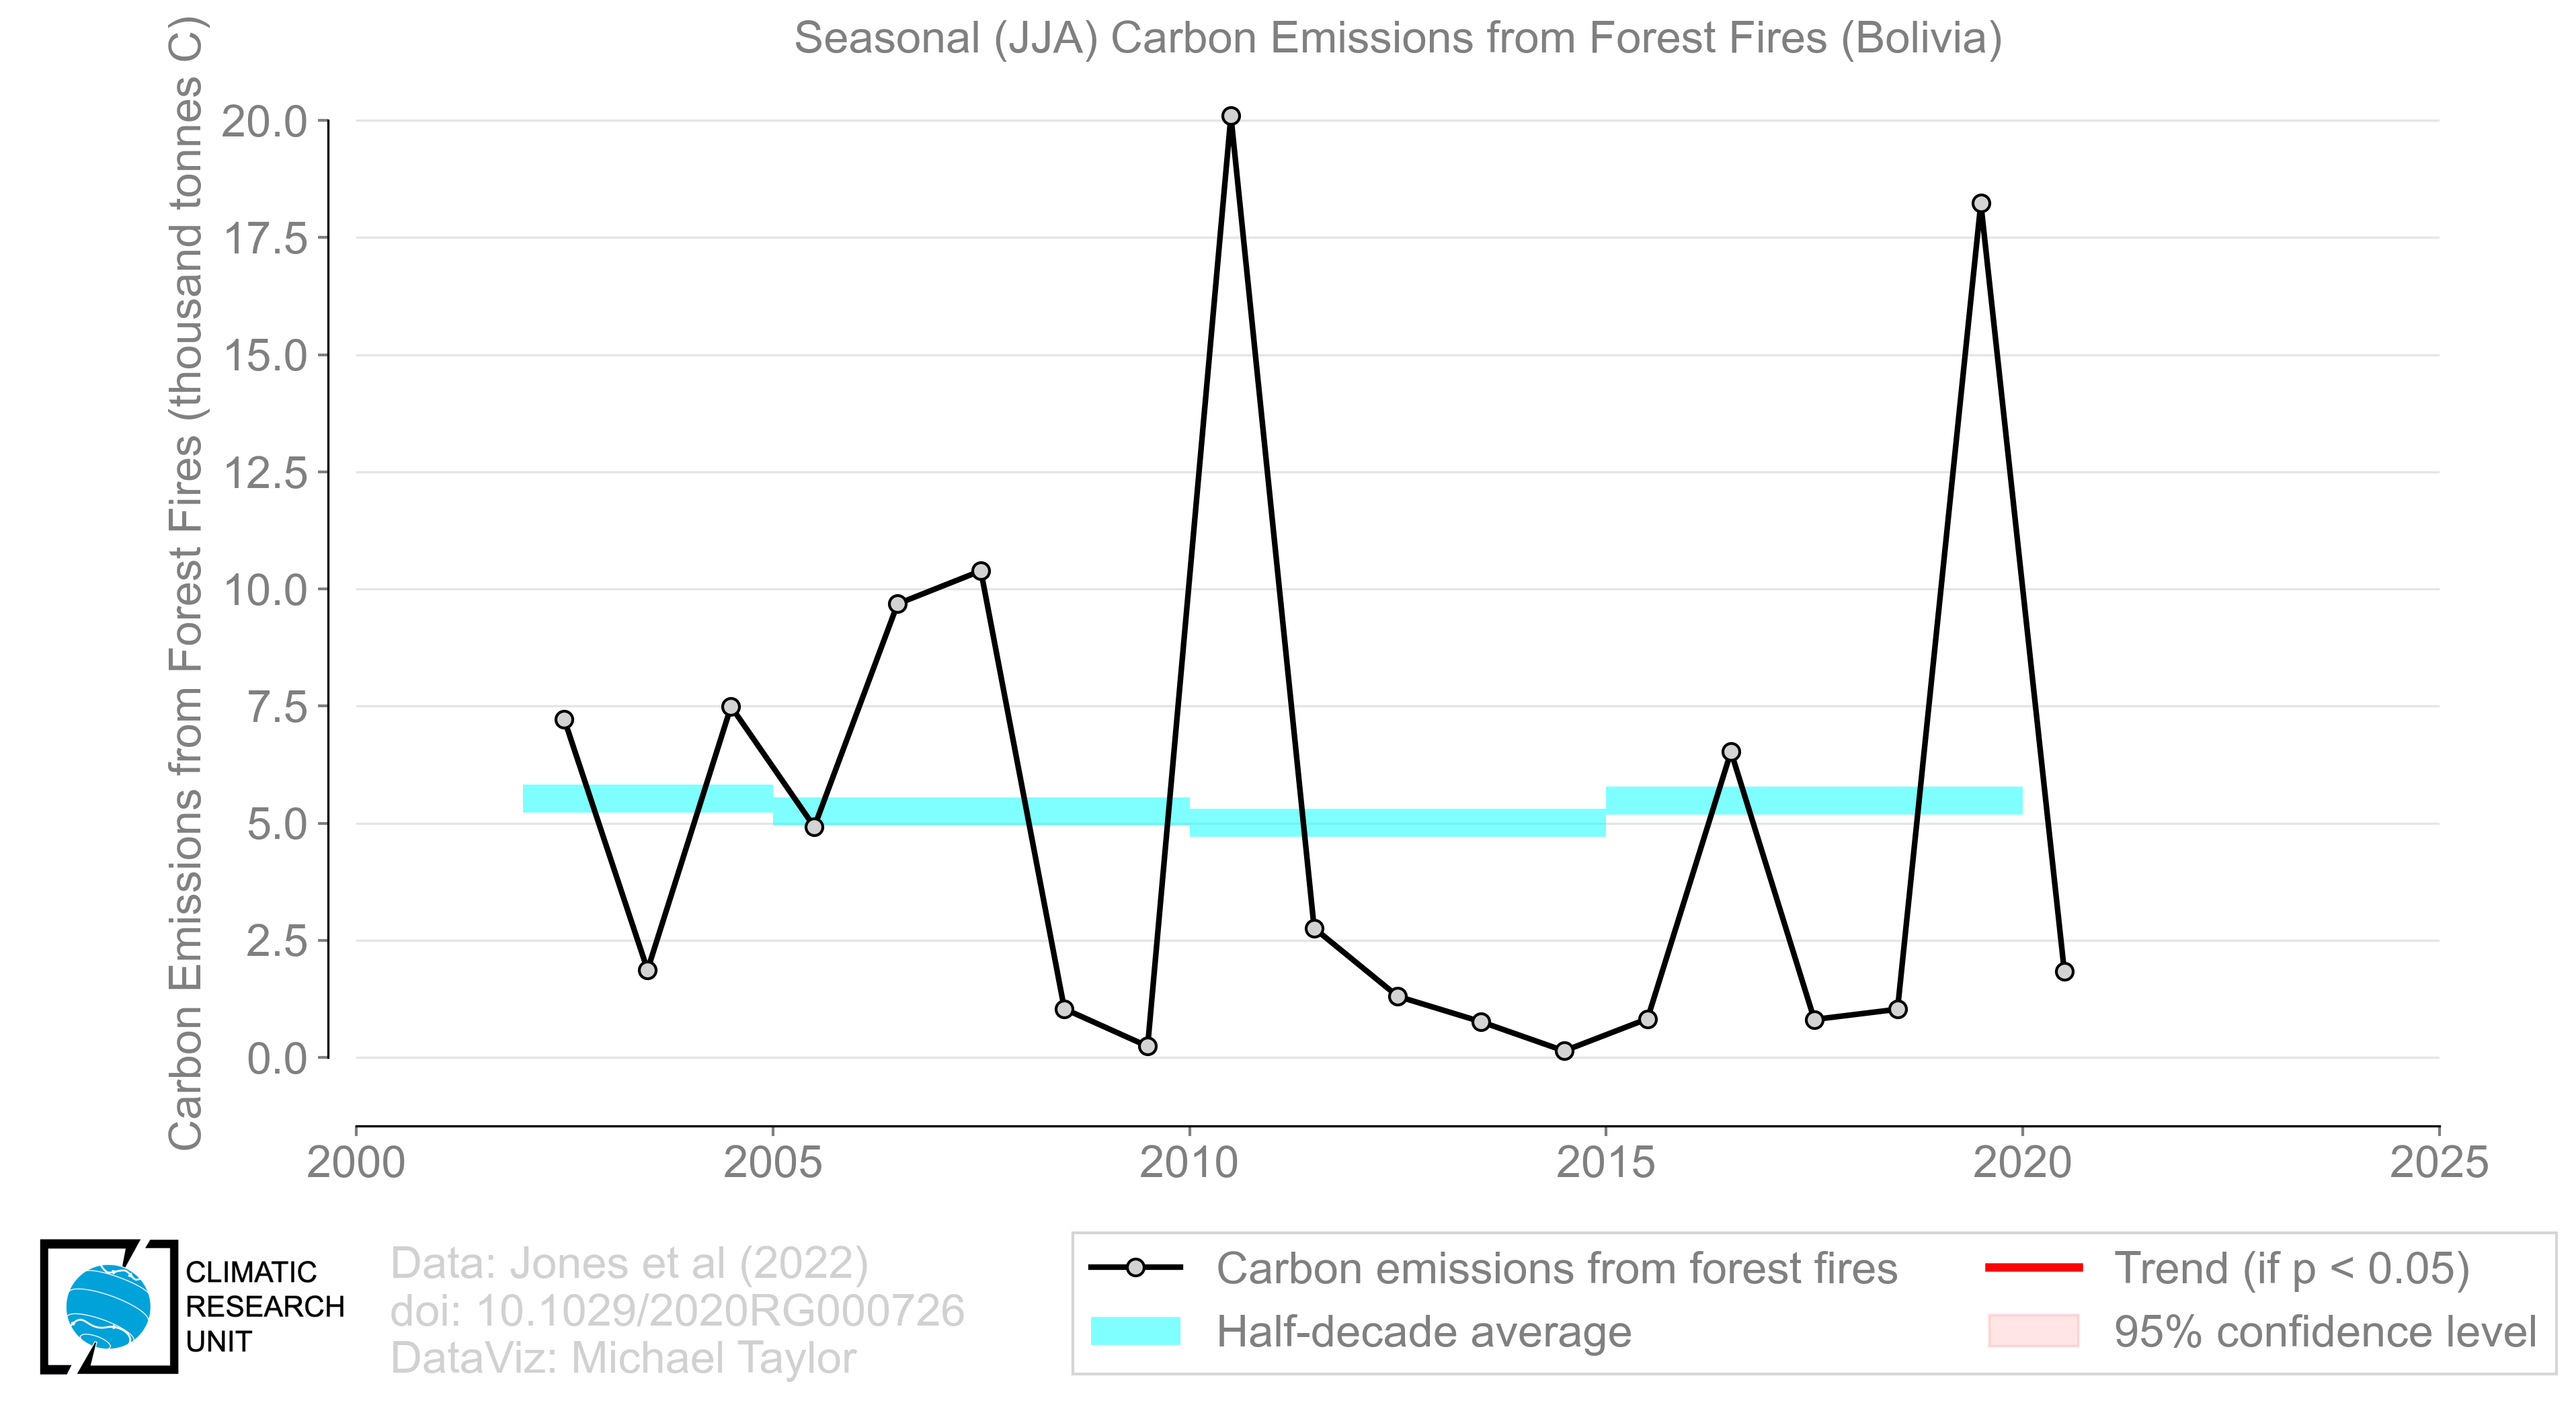 Seasonal (JJA) Carbon Emissions from Forest Fires (Bolivia)
Carbon Emissions from Forest Fires (thousand tonnes C)
20.0
17.5
15.0
12.5
10.0
7.5
5.0
2.5
0.0
2000 2005 2010 2015 2020 2025
CLIMATIC
RESEARCH
UNIT
Data: Jones et al (2022)
doi: 10.1029/2020RG000726
DataViz: Michael Taylor
Carbon emissions from forest fires
Half-decade average
Trend (if p < 0.05)
95% confidence level